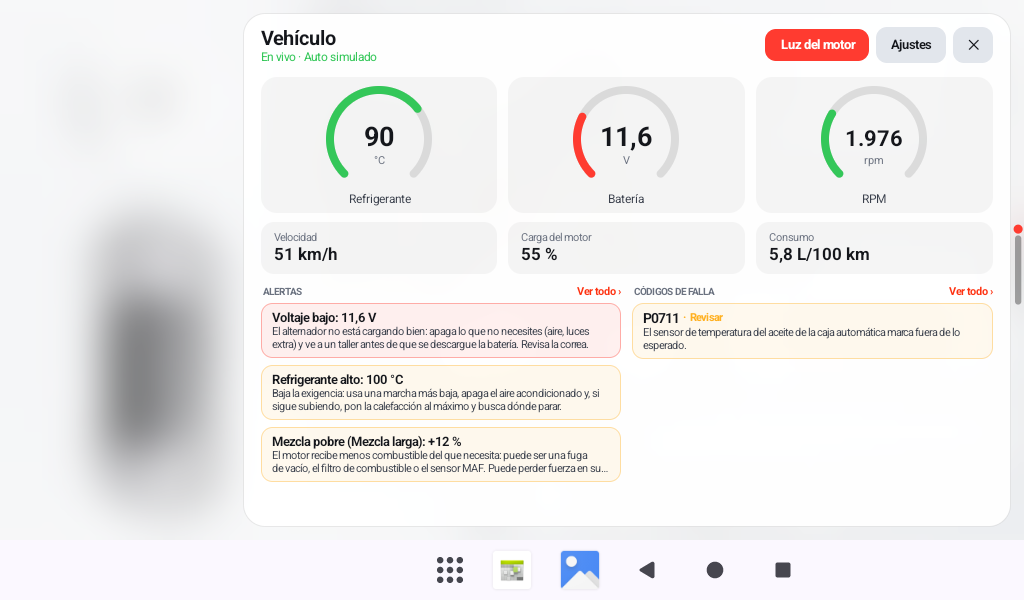 Vehículo
En vivo · Auto simulado
Luz del motor
Ajustes
90
°C
Refrigerante
11,6
V
Batería
1.976
rpm
RPM
Velocidad
51 km/h
Carga del motor
55 %
Consumo
5,8 L/100 km
ALERTAS
Ver todo ›
CÓDIGOS DE FALLA
Ver todo ›
Voltaje bajo: 11,6 V
El alternador no está cargando bien: apaga lo que no necesites (aire, luces
extra) y ve a un taller antes de que se descargue la batería. Revisa la correa.
Refrigerante alto: 100 °C
Baja la exigencia: usa una marcha más baja, apaga el aire acondicionado y, si
sigue subiendo, pon la calefacción al máximo y busca dónde parar.
Mezcla pobre (Mezcla larga): +12 %
El motor recibe menos combustible del que necesita: puede ser una fuga
de vacío, el filtro de combustible o el sensor MAF. Puede perder fuerza en su...
P0711 · Revisar
El sensor de temperatura del aceite de la caja automática marca fuera de lo
esperado.